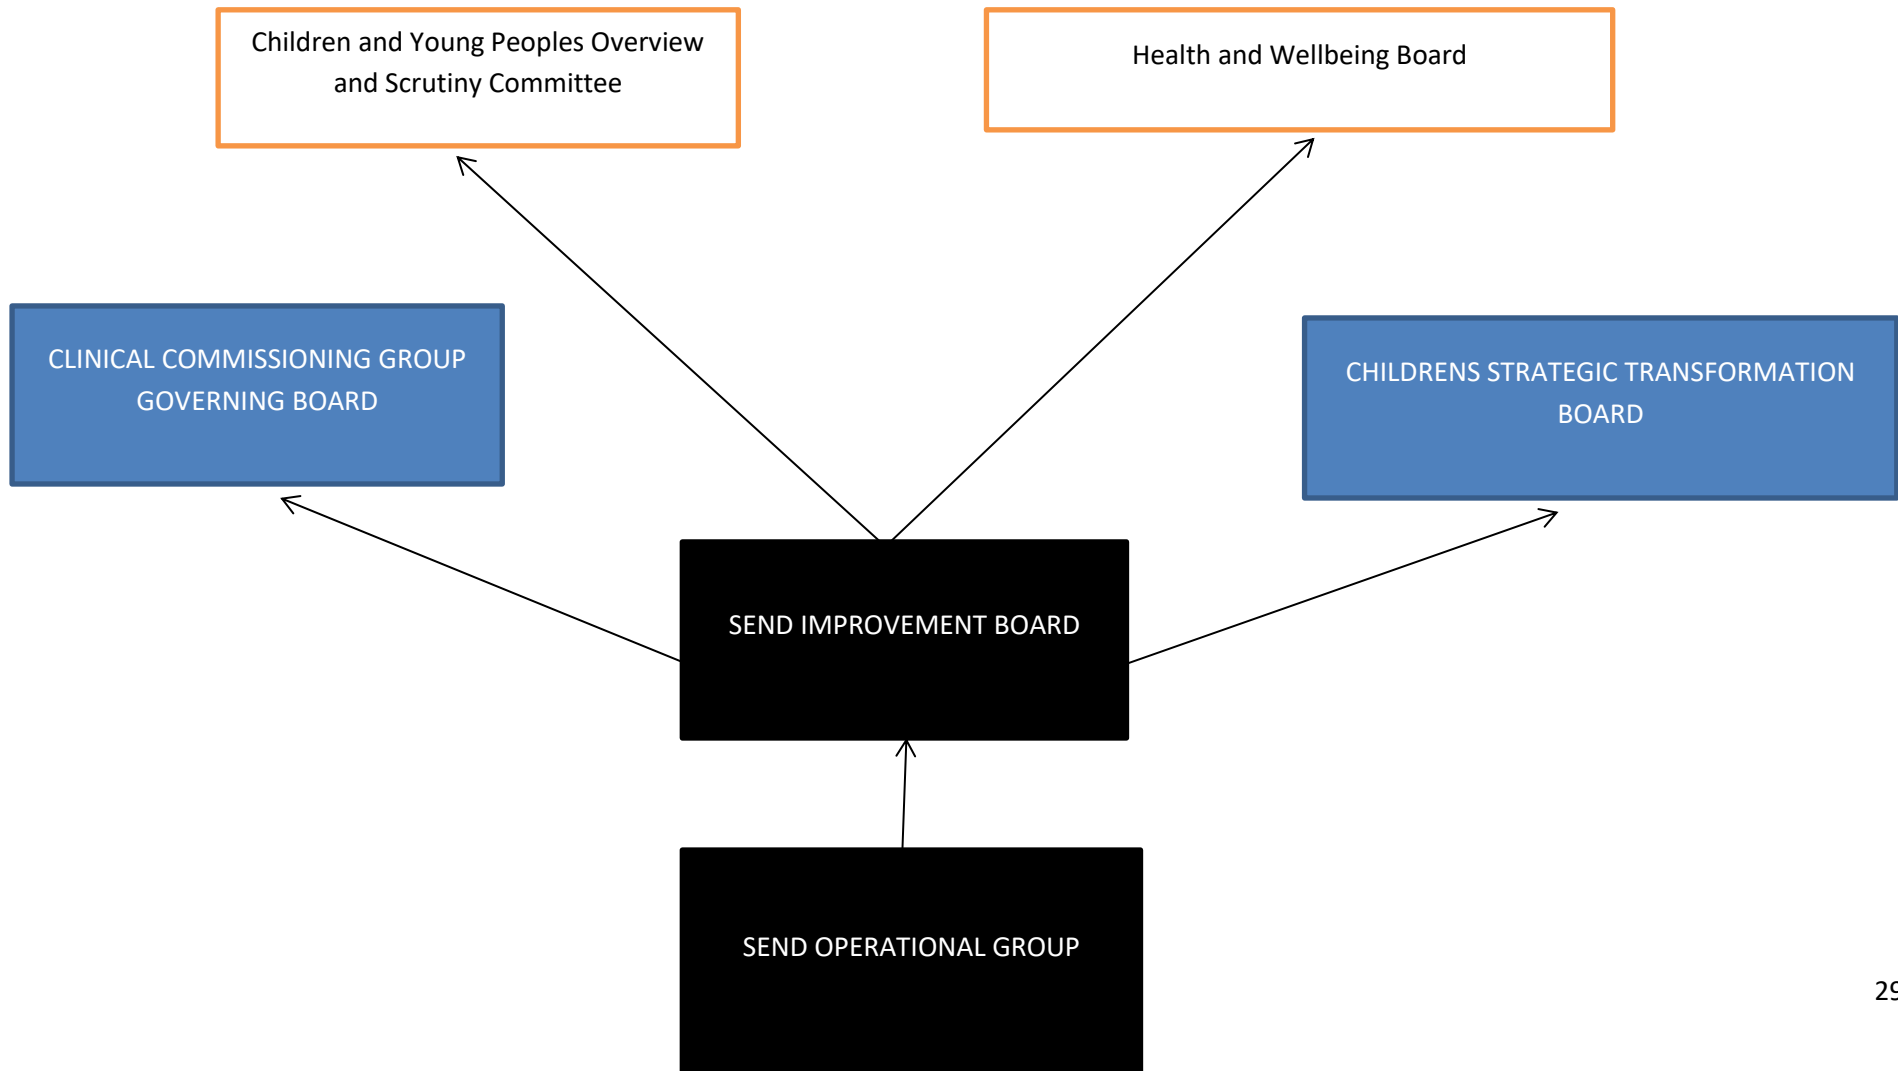 Children and Young Peoples Overview
and Scrutiny Committee
Health and Wellbeing Board
CLINICAL COMMISSIONING GROUP
GOVERNING BOARD
CHILDRENS STRATEGIC TRANSFORMATION
BOARD
SEND IMPROVEMENT BOARD
SEND OPERATIONAL GROUP
29